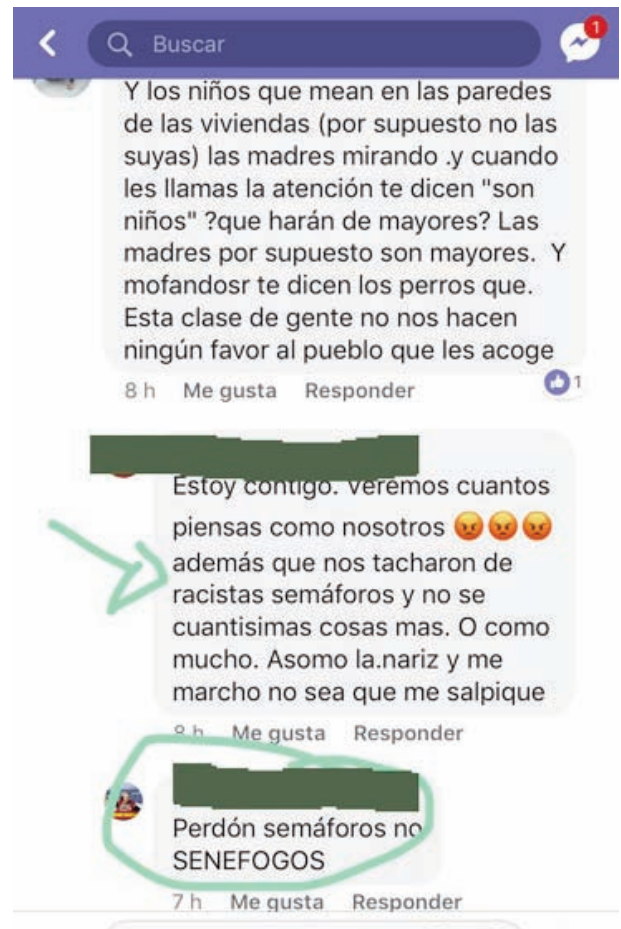 1
Buscar
Y los niños que mean en las paredes
de las viviendas (por supuesto no las
suyas) las madres mirando .y cuando
les llamas la atención te dicen "son
niños" ?que harán de mayores? Las
madres por supuesto son mayores. Y
mofandosr te dicen los perros que.
Esta clase de gente no nos hacen
ningún favor al pueblo que les acoge
8 h Me gusta Responder
1
Estoy contigo. Veremos cuantos
piensas como nosotros 😡😡😡
además que nos tacharon de
racistas semáforos y no se
cuantisimas cosas mas. O como
mucho. Asomo la.nariz y me
marcho no sea que me salpique
8 h Me gusta Responder
Perdón semáforos no
SENEFOGOS
7 h Me gusta Responder